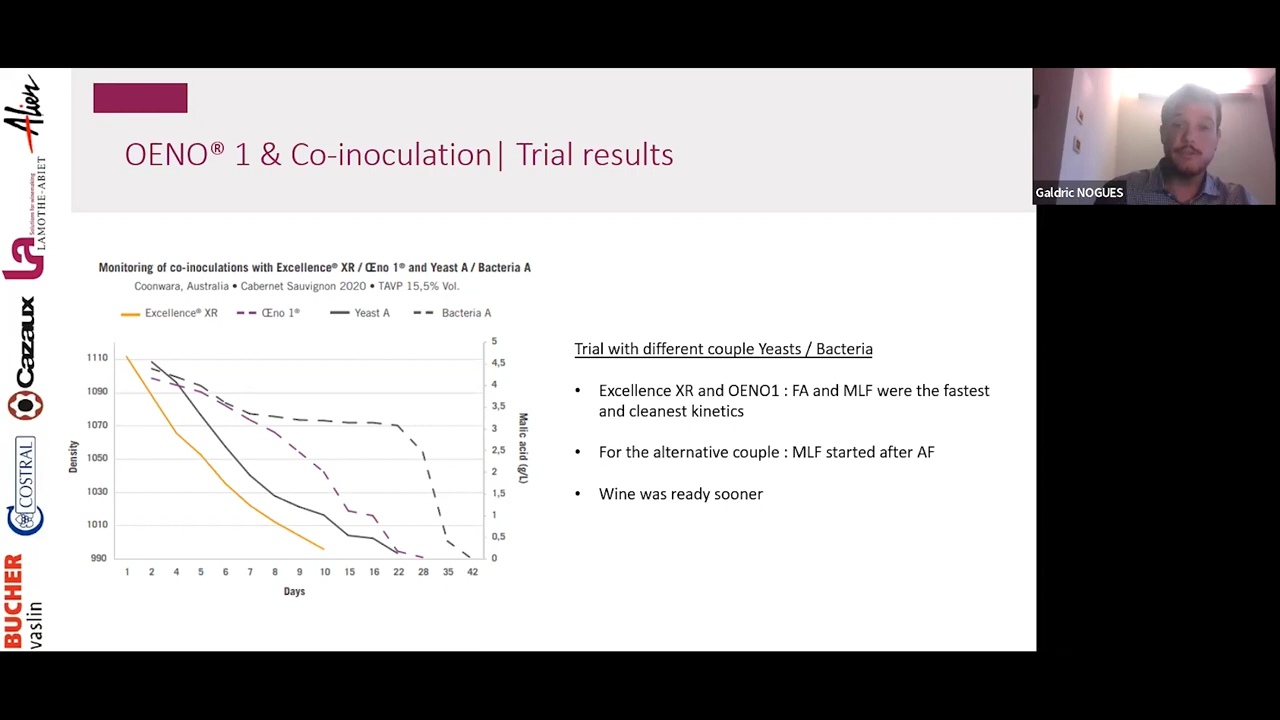 Alien
Solutions for winemaking
LAMOTHE-ABIET
la
Cazaux
COSTRAL
BUCHER
vaslin
OENO® 1 & Co-inoculation| Trial results
Galdric NOGUES
Monitoring of co-inoculations with Excellence® XR / Œno 1® and Yeast A / Bacteria A
Coonwara, Australia • Cabernet Sauvignon 2020 • TAVP 15,5% Vol.
Excellence® XR Œno 1® Yeast A Bacteria A
Density
1110
1090
1070
1050
1030
1010
990
5
4,5
4
3,5
3
2,5
2
1,5
1
0,5
0
Malic acid (g/L)
1 2 4 5 6 7 8 9 10 15 16 22 28 35 42
Days
Trial with different couple Yeasts / Bacteria
• Excellence XR and OENO1 : FA and MLF were the fastest
and cleanest kinetics
• For the alternative couple : MLF started after AF
• Wine was ready sooner